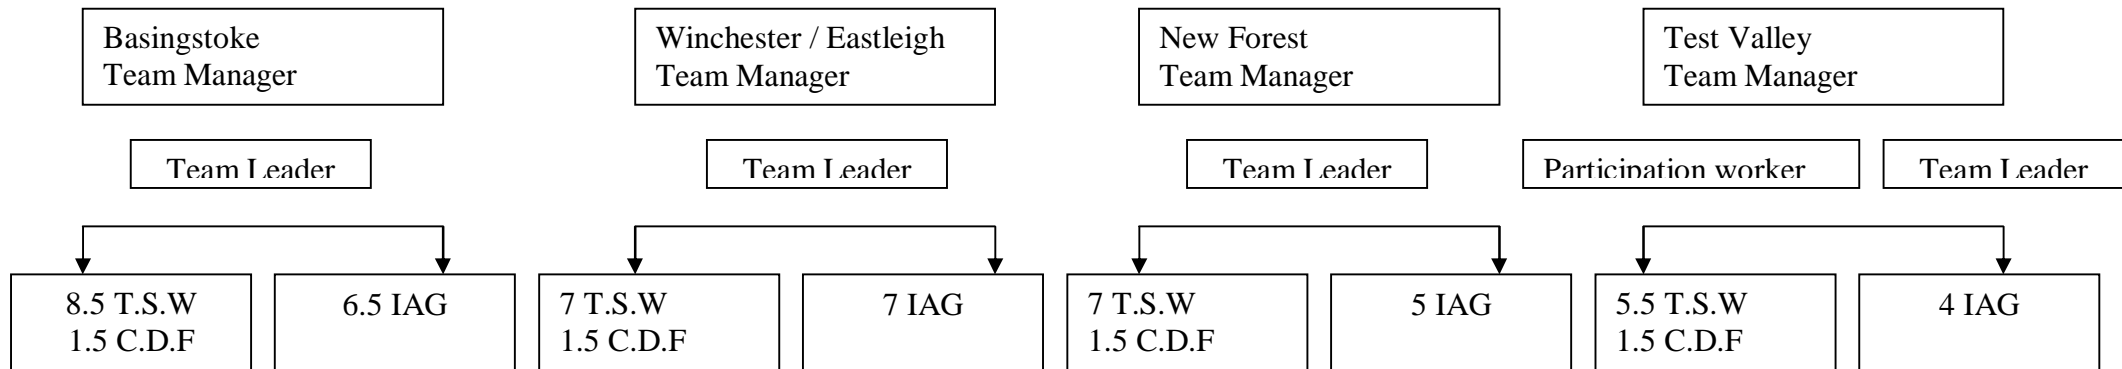 Basingstoke
Team Manager
Winchester / Eastleigh
Team Manager
New Forest
Team Manager
Test Valley
Team Manager
Team Leader
Team Leader
Team Leader
Participation worker
Team Leader
8.5 T.S.W
1.5 C.D.F
6.5 IAG
7 T.S.W
1.5 C.D.F
7 IAG
7 T.S.W
1.5 C.D.F
5 IAG
5.5 T.S.W
1.5 C.D.F
4 IAG